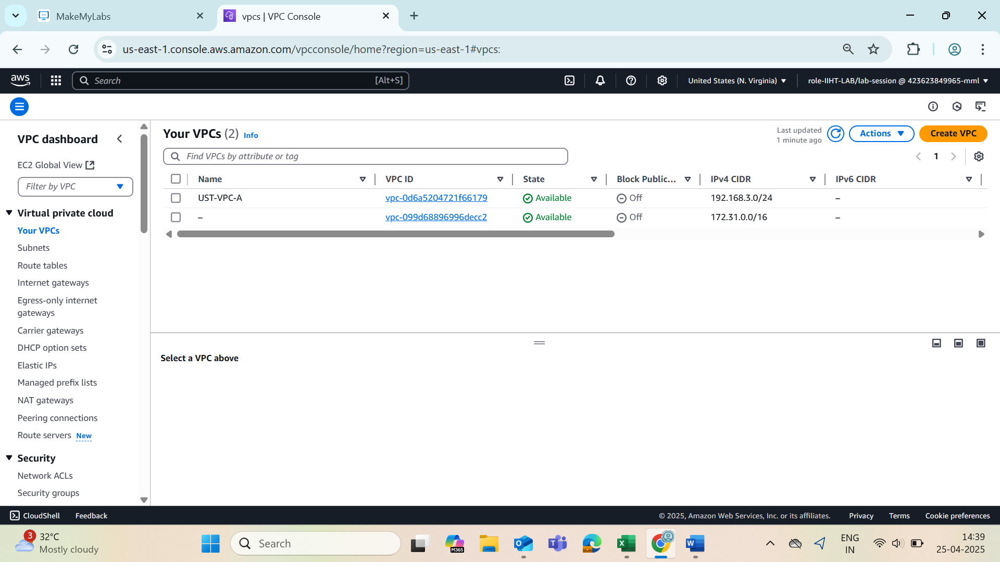 MakeMyLabs
vpcs | VPC Console
us-east-1.console.aws.amazon.com/vpcconsole/home?region=us-east-1#vpcs:
aws
Search
[Alt+S]
United States (N. Virginia)
role-IIHT-LAB/lab-session @ 423623849965-mml
VPC dashboard
EC2 Global View
Filter by VPC
Virtual private cloud
Your VPCs
Subnets
Route tables
Internet gateways
Egress-only internet
gateways
Carrier gateways
DHCP option sets
Elastic IPs
Managed prefix lists
NAT gateways
Peering connections
Route servers New
Security
Network ACLs
Security groups
Your VPCs (2) Info
Last updated
1 minute ago
Actions
Create VPC
Find VPCs by attribute or tag
1
Name VPC ID State Block Public... IPv4 CIDR IPv6 CIDR
UST-VPC-A vpc-0d6a5204721f66179 Available Off 192.168.3.0/24 –
– vpc-099d68896996decc2 Available Off 172.31.0.0/16 –
Select a VPC above
CloudShell Feedback © 2025, Amazon Web Services, Inc. or its affiliates. Privacy Terms Cookie preferences
3
32°C
Mostly cloudy
Search
M365
ENG
IN
14:39
25-04-2025